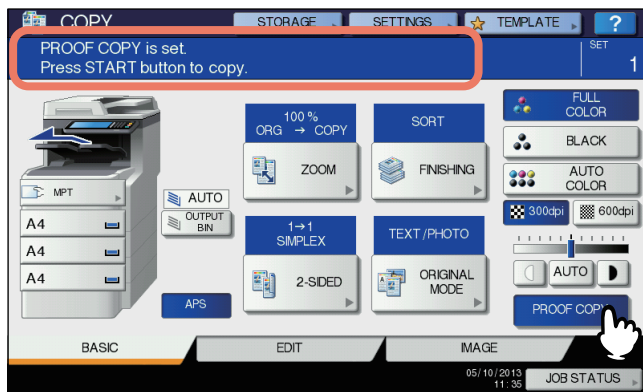 COPY
STORAGE
SETTINGS
TEMPLATE
?
PROOF COPY is set.
Press START button to copy.
SET
1
100 %
ORG → COPY
ZOOM
SORT
FINISHING
FULL
COLOR
BLACK
AUTO
COLOR
300dpi
600dpi
MPT
A4
A4
A4
AUTO
OUTPUT
BIN
APS
1→1
SIMPLEX
2-SIDED
TEXT/PHOTO
ORIGINAL
MODE
AUTO
PROOF COPY
BASIC
EDIT
IMAGE
05/10/2013
11:35
JOB STATUS